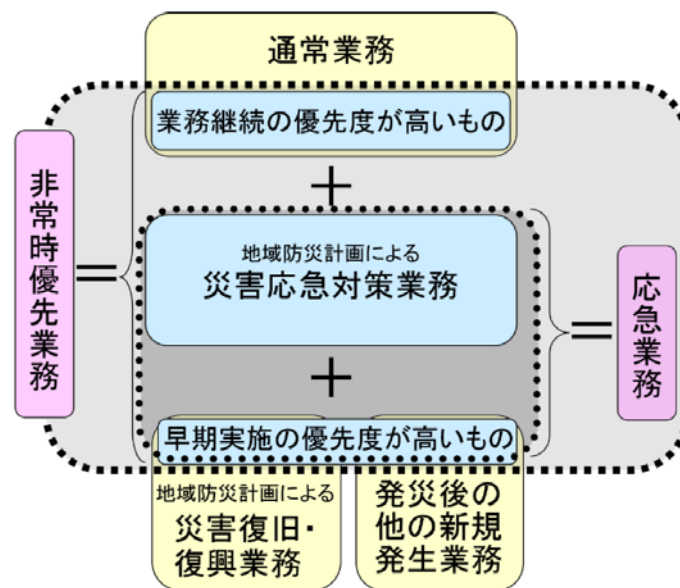 通常業務
業務継続の優先度が高いもの
＋
非常時優先業務
＝
地域防災計画による
災害応急対策業務
＝
応急業務
＋
早期実施の優先度が高いもの
地域防災計画による
災害復旧・
復興業務
発災後の
他の新規
発生業務